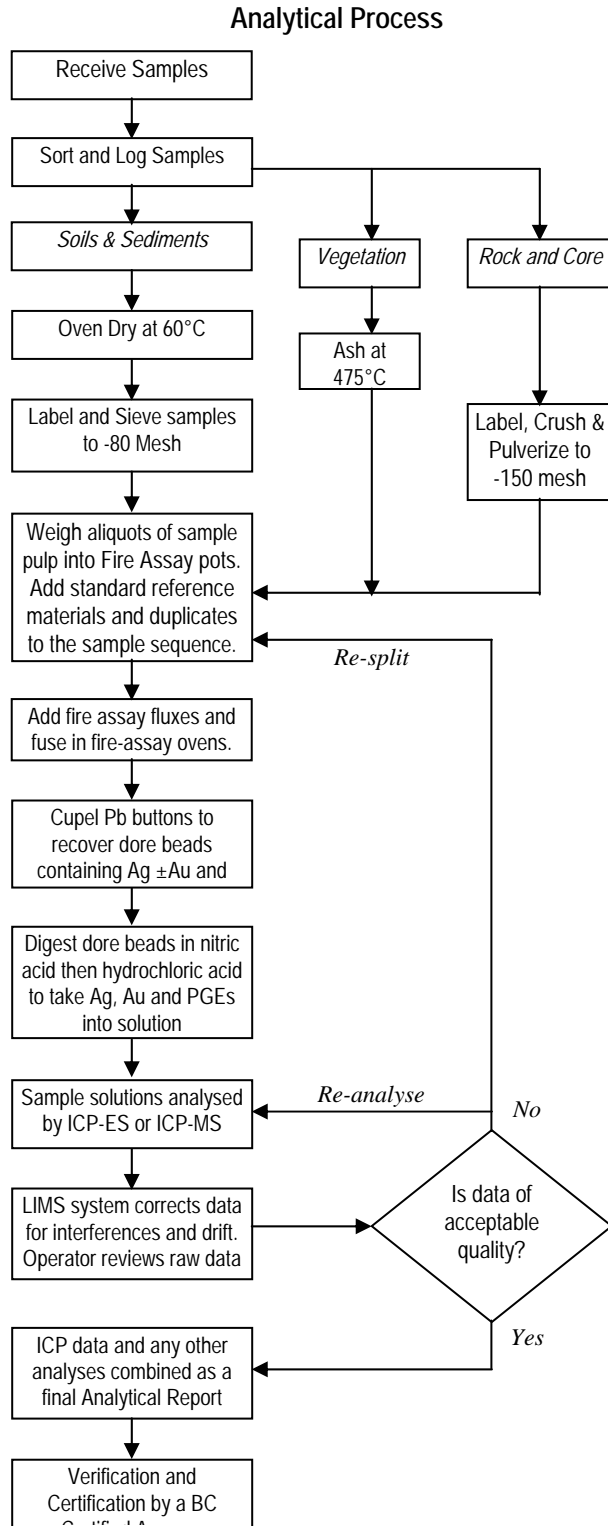 Analytical Process
Receive Samples
Sort and Log Samples
Soils & Sediments
Vegetation
Rock and Core
Oven Dry at 60°C
Ash at
475°C
Label and Sieve samples
to -80 Mesh
Label, Crush &
Pulverize to
-150 mesh
Weigh aliquots of sample
pulp into Fire Assay pots.
Add standard reference
materials and duplicates
to the sample sequence.
Re-split
Add fire assay fluxes and
fuse in fire-assay ovens.
Cupel Pb buttons to
recover dore beads
containing Ag ±Au and
Digest dore beads in nitric
acid then hydrochloric acid
to take Ag, Au and PGEs
into solution
Sample solutions analysed
by ICP-ES or ICP-MS
Re-analyse
No
LIMS system corrects data
for interferences and drift.
Operator reviews raw data
Is data of
acceptable
quality?
Yes
ICP data and any other
analyses combined as a
final Analytical Report
Verification and
Certification by a BC